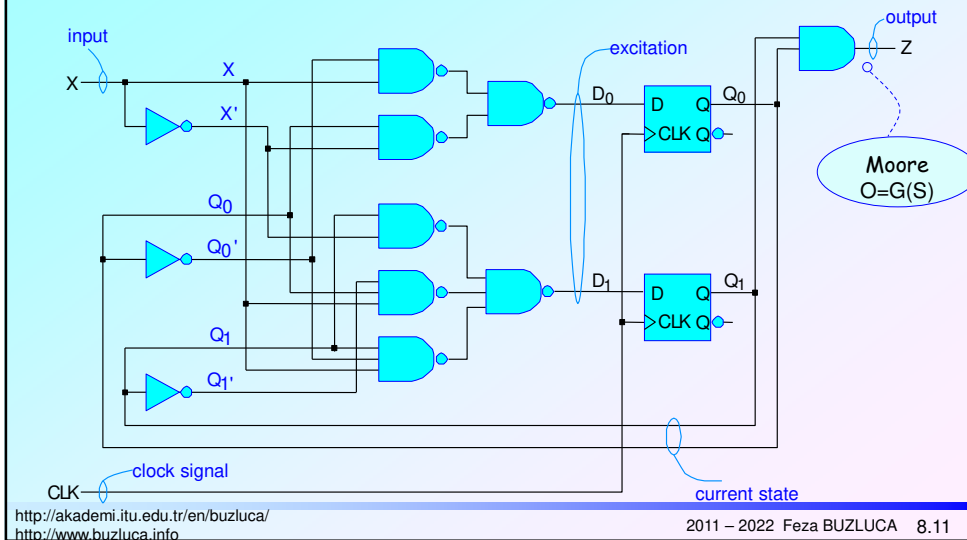 input
output
X
X
X'
excitation
Z
D0
D Q
Q0
CLK Q
Moore
O=G(S)
Q0
Q0'
D1
D Q
Q1
CLK Q
Q1
Q1'
clock signal
CLK
current state
http://akademi.itu.edu.tr/en/buzluca/
http://www.buzluca.info
2011 – 2022 Feza BUZLUCA 8.11